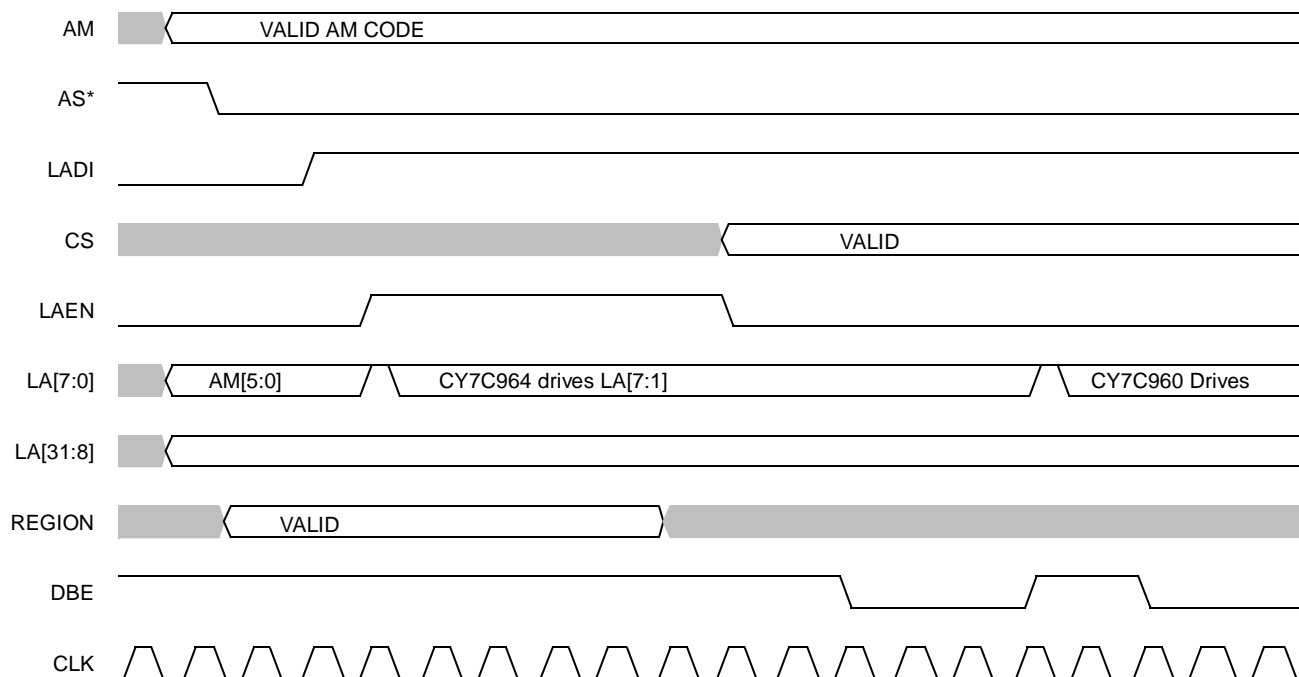 AM VALID AM CODE
AS*
LADI
CS VALID
LAEN
LA[7:0] AM[5:0] CY7C964 drives LA[7:1] CY7C960 Drives
LA[31:8]
REGION VALID
DBE
CLK